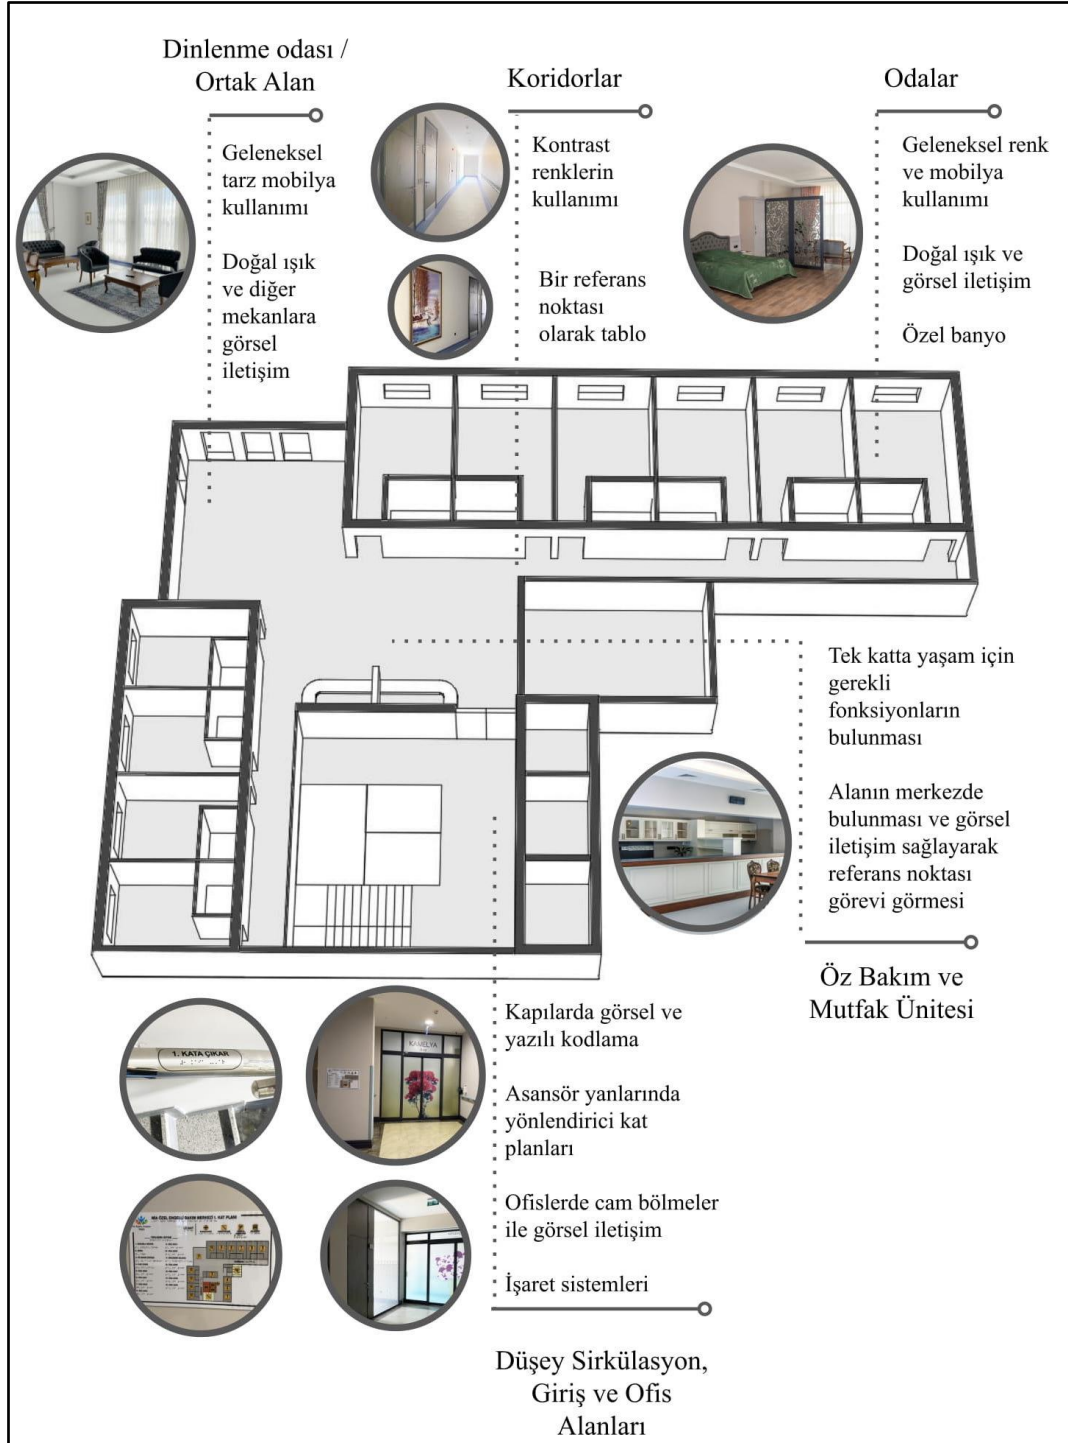 Dinlenme odası /
Ortak Alan
Geleneksel
tarz mobilya
kullanımı
Doğal ışık
ve diğer
mekanlara
görsel
iletişim
Koridorlar
Kontrast
renklerin
kullanımı
Bir referans
noktası
olarak tablo
Odalar
Geleneksel renk
ve mobilya
kullanımı
Doğal ışık ve
görsel iletişim
Özel banyo
Tek katta yaşam için
gerekli
fonksiyonların
bulunması
Alanın merkezde
bulunması ve görsel
iletişim sağlayarak
referans noktası
görevi görmesi
Öz Bakım ve
Mutfak Ünitesi
1. KATA ÇIKAR
KAMELYA
Kapılarda görsel ve
yazılı kodlama
Asansör yanlarında
yönlendirici kat
planları
Ofislerde cam bölmeler
ile görsel iletişim
İşaret sistemleri
Düşey Sirkülasyon,
Giriş ve Ofis
Alanları